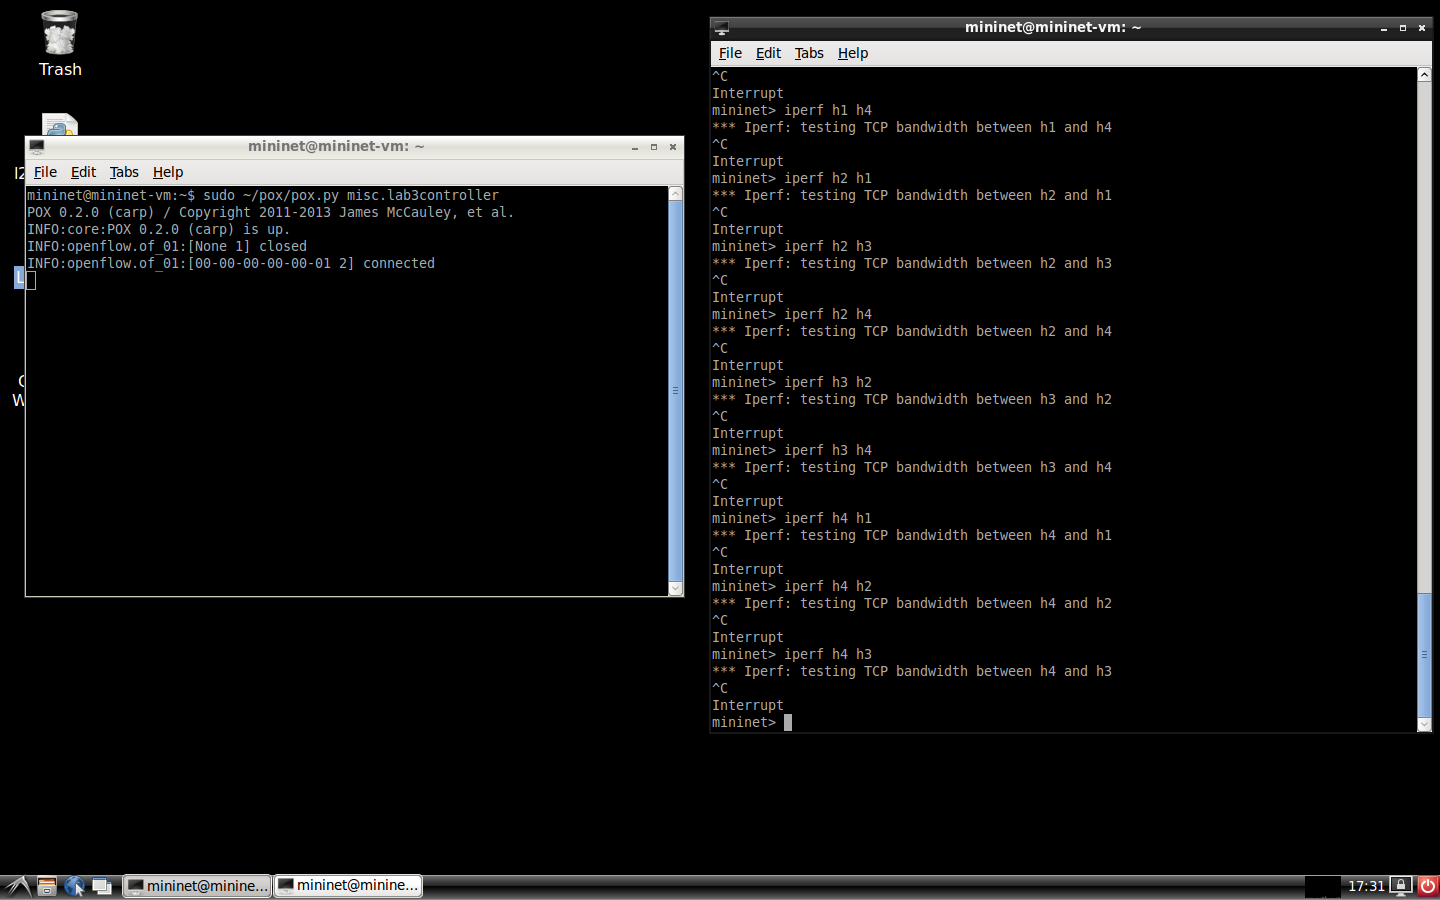 Trash
mininet@mininet-vm: ~
File Edit Tabs Help
mininet@mininet-vm:~$ sudo ~/pox/pox.py misc.lab3controller
POX 0.2.0 (carp) / Copyright 2011-2013 James McCauley, et al.
INFO:core:POX 0.2.0 (carp) is up.
INFO:openflow.of_01:[None 1] closed
INFO:openflow.of_01:[00-00-00-00-00-01 2] connected
mininet@mininet-vm: ~
File Edit Tabs Help
^C
Interrupt
mininet> iperf h1 h4
*** Iperf: testing TCP bandwidth between h1 and h4
^C
Interrupt
mininet> iperf h2 h1
*** Iperf: testing TCP bandwidth between h2 and h1
^C
Interrupt
mininet> iperf h2 h3
*** Iperf: testing TCP bandwidth between h2 and h3
^C
Interrupt
mininet> iperf h2 h4
*** Iperf: testing TCP bandwidth between h2 and h4
^C
Interrupt
mininet> iperf h3 h2
*** Iperf: testing TCP bandwidth between h3 and h2
^C
Interrupt
mininet> iperf h3 h4
*** Iperf: testing TCP bandwidth between h3 and h4
^C
Interrupt
mininet> iperf h4 h1
*** Iperf: testing TCP bandwidth between h4 and h1
^C
Interrupt
mininet> iperf h4 h2
*** Iperf: testing TCP bandwidth between h4 and h2
^C
Interrupt
mininet> iperf h4 h3
*** Iperf: testing TCP bandwidth between h4 and h3
^C
Interrupt
mininet>
mininet@minine... mininet@minine... 17:31